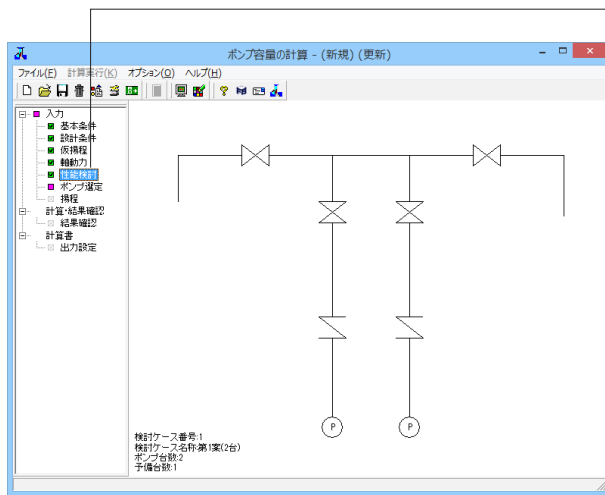 ポンプ容量の計算 - (新規) (更新)
ファイル(F) 計算実行(K) オプション(O) ヘルプ(H)
入力
基本条件
設計条件
仮揚程
軸動力
性能検討
ポンプ選定
揚程
計算・結果確認
結果確認
計算書
出力設定
P P
検討ケース番号:1
検討ケース名称:第1案(2台)
ポンプ台数:2
予備台数:1